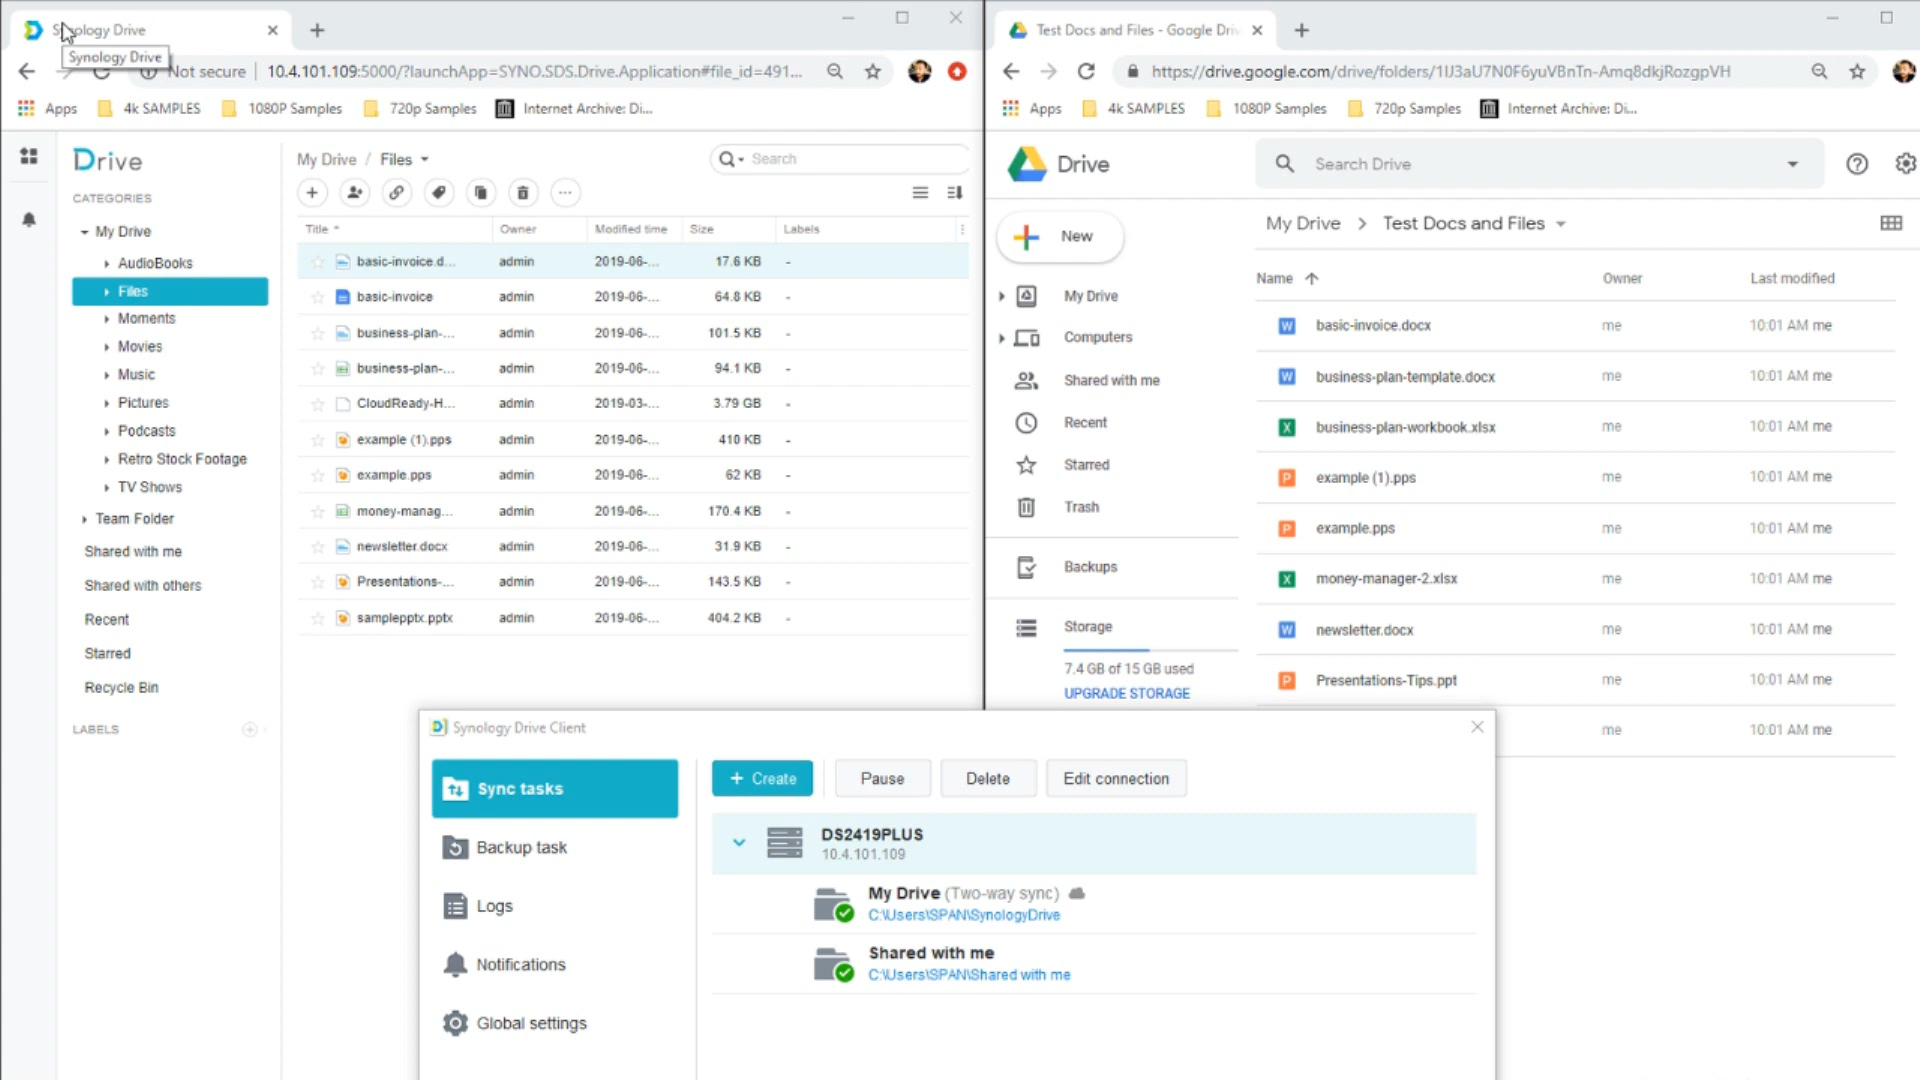 Synology Drive
Synology Drive
Not secure
10.4.101.109:5000/?launchApp=SYNO.SDS.Drive.Application#file_id=491...
Apps
4k SAMPLES
1080P Samples
720p Samples
Internet Archive: Di...
Drive
CATEGORIES
My Drive
AudioBooks
Files
Moments
Movies
Music
Pictures
Podcasts
Retro Stock Footage
TV Shows
Team Folder
Shared with me
Shared with others
Recent
Starred
Recycle Bin
LABELS
My Drive / Files
Search
Title Owner Modified time Size Labels
basic-invoice.d... admin 2019-06-... 17.6 KB -
basic-invoice admin 2019-06-... 64.8 KB -
business-plan-... admin 2019-06-... 101.5 KB -
business-plan-... admin 2019-06-... 94.1 KB -
CloudReady-H... admin 2019-03-... 3.79 GB -
example (1).pps admin 2019-06-... 410 KB -
example.pps admin 2019-06-... 62 KB -
money-manag... admin 2019-06-... 170.4 KB -
newsletter.docx admin 2019-06-... 31.9 KB -
Presentations-... admin 2019-06-... 143.5 KB -
samplepptx.pptx admin 2019-06-... 404.2 KB -
Test Docs and Files - Google Driv
https://drive.google.com/drive/folders/1IJ3aU7N0F6yuVBnTn-Amq8dkjRozgpVH
Apps
4k SAMPLES
1080P Samples
720p Samples
Internet Archive: Di...
Drive
Search Drive
New
My Drive
Computers
Shared with me
Recent
Starred
Trash
Backups
Storage
7.4 GB of 15 GB used
UPGRADE STORAGE
My Drive > Test Docs and Files
Name Owner Last modified
basic-invoice.docx me 10:01 AM me
business-plan-template.docx me 10:01 AM me
business-plan-workbook.xlsx me 10:01 AM me
example (1).pps me 10:01 AM me
example.pps me 10:01 AM me
money-manager-2.xlsx me 10:01 AM me
newsletter.docx me 10:01 AM me
Presentations-Tips.ppt me 10:01 AM me
me 10:01 AM me
Synology Drive Client
Sync tasks
Backup task
Logs
Notifications
Global settings
+ Create
Pause
Delete
Edit connection
DS2419PLUS
10.4.101.109
My Drive (Two-way sync)
C:\Users\SPAN\SynologyDrive
Shared with me
C:\Users\SPAN\Shared with me